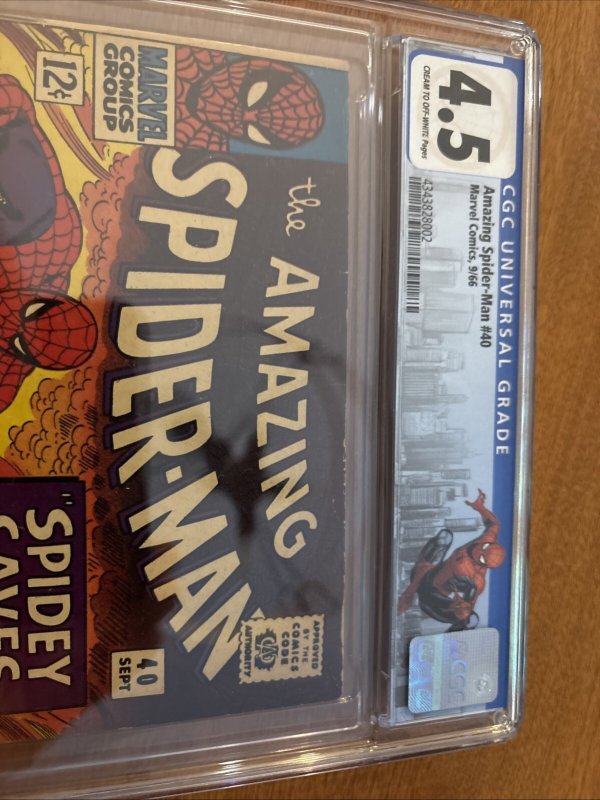 CGC UNIVERSAL GRADE
4.5
CREAM TO OFF-WHITE Pages
Amazing Spider-Man #40
Marvel Comics, 9/66
4343828002
CGC
MARVEL
COMICS
GROUP
12¢
the AMAZING
SPIDER-MAN
APPROVED
BY THE
COMICS
CODE
AUTHORITY
40
SEPT
"SPIDEY
SAVES